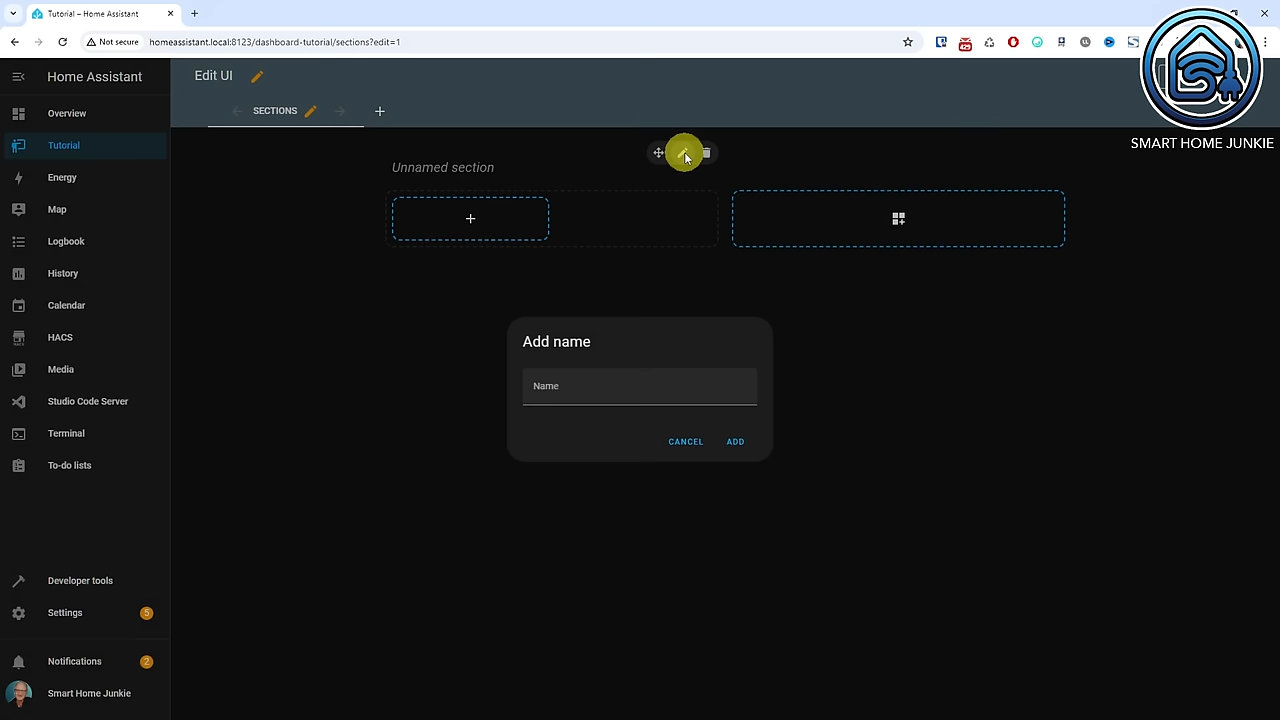 Tutorial – Home Assistant
Not secure
homeassistant.local:8123/dashboard-tutorial/sections?edit=1
429
SMART HOME JUNKIE
Home Assistant
Edit UI
SECTIONS
Overview
Tutorial
Energy
Map
Logbook
History
Calendar
HACS
Media
Studio Code Server
Terminal
To-do lists
Unnamed section
Add name
Name
CANCEL
ADD
Developer tools
Settings
5
Notifications
2
Smart Home Junkie